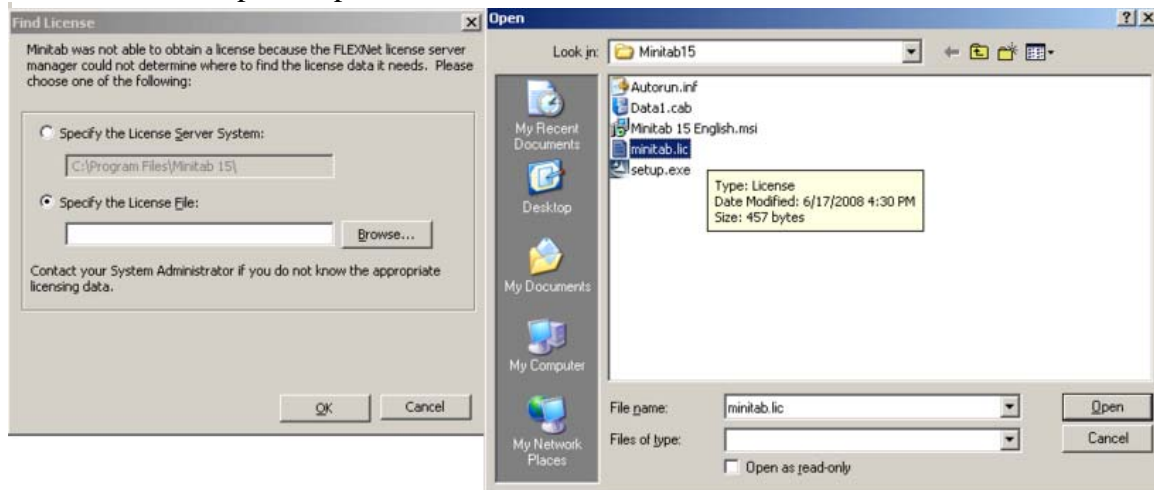 Find License
Minitab was not able to obtain a license because the FLEXNet license server
manager could not determine where to find the license data it needs. Please
choose one of the following:
Specify the License Server System:
C:\Program Files\Minitab 15\
Specify the License File:
Browse...
Contact your System Administrator if you do not know the appropriate
licensing data.
OK
Cancel
Open
Look in:
Minitab15
My Recent
Documents
Desktop
My Documents
My Computer
My Network
Places
Autorun.inf
Data1.cab
Minitab 15 English.msi
minitab.lic
setup.exe
Type: License
Date Modified: 6/17/2008 4:30 PM
Size: 457 bytes
File name:
minitab.lic
Open
Files of type:
Cancel
Open as read-only